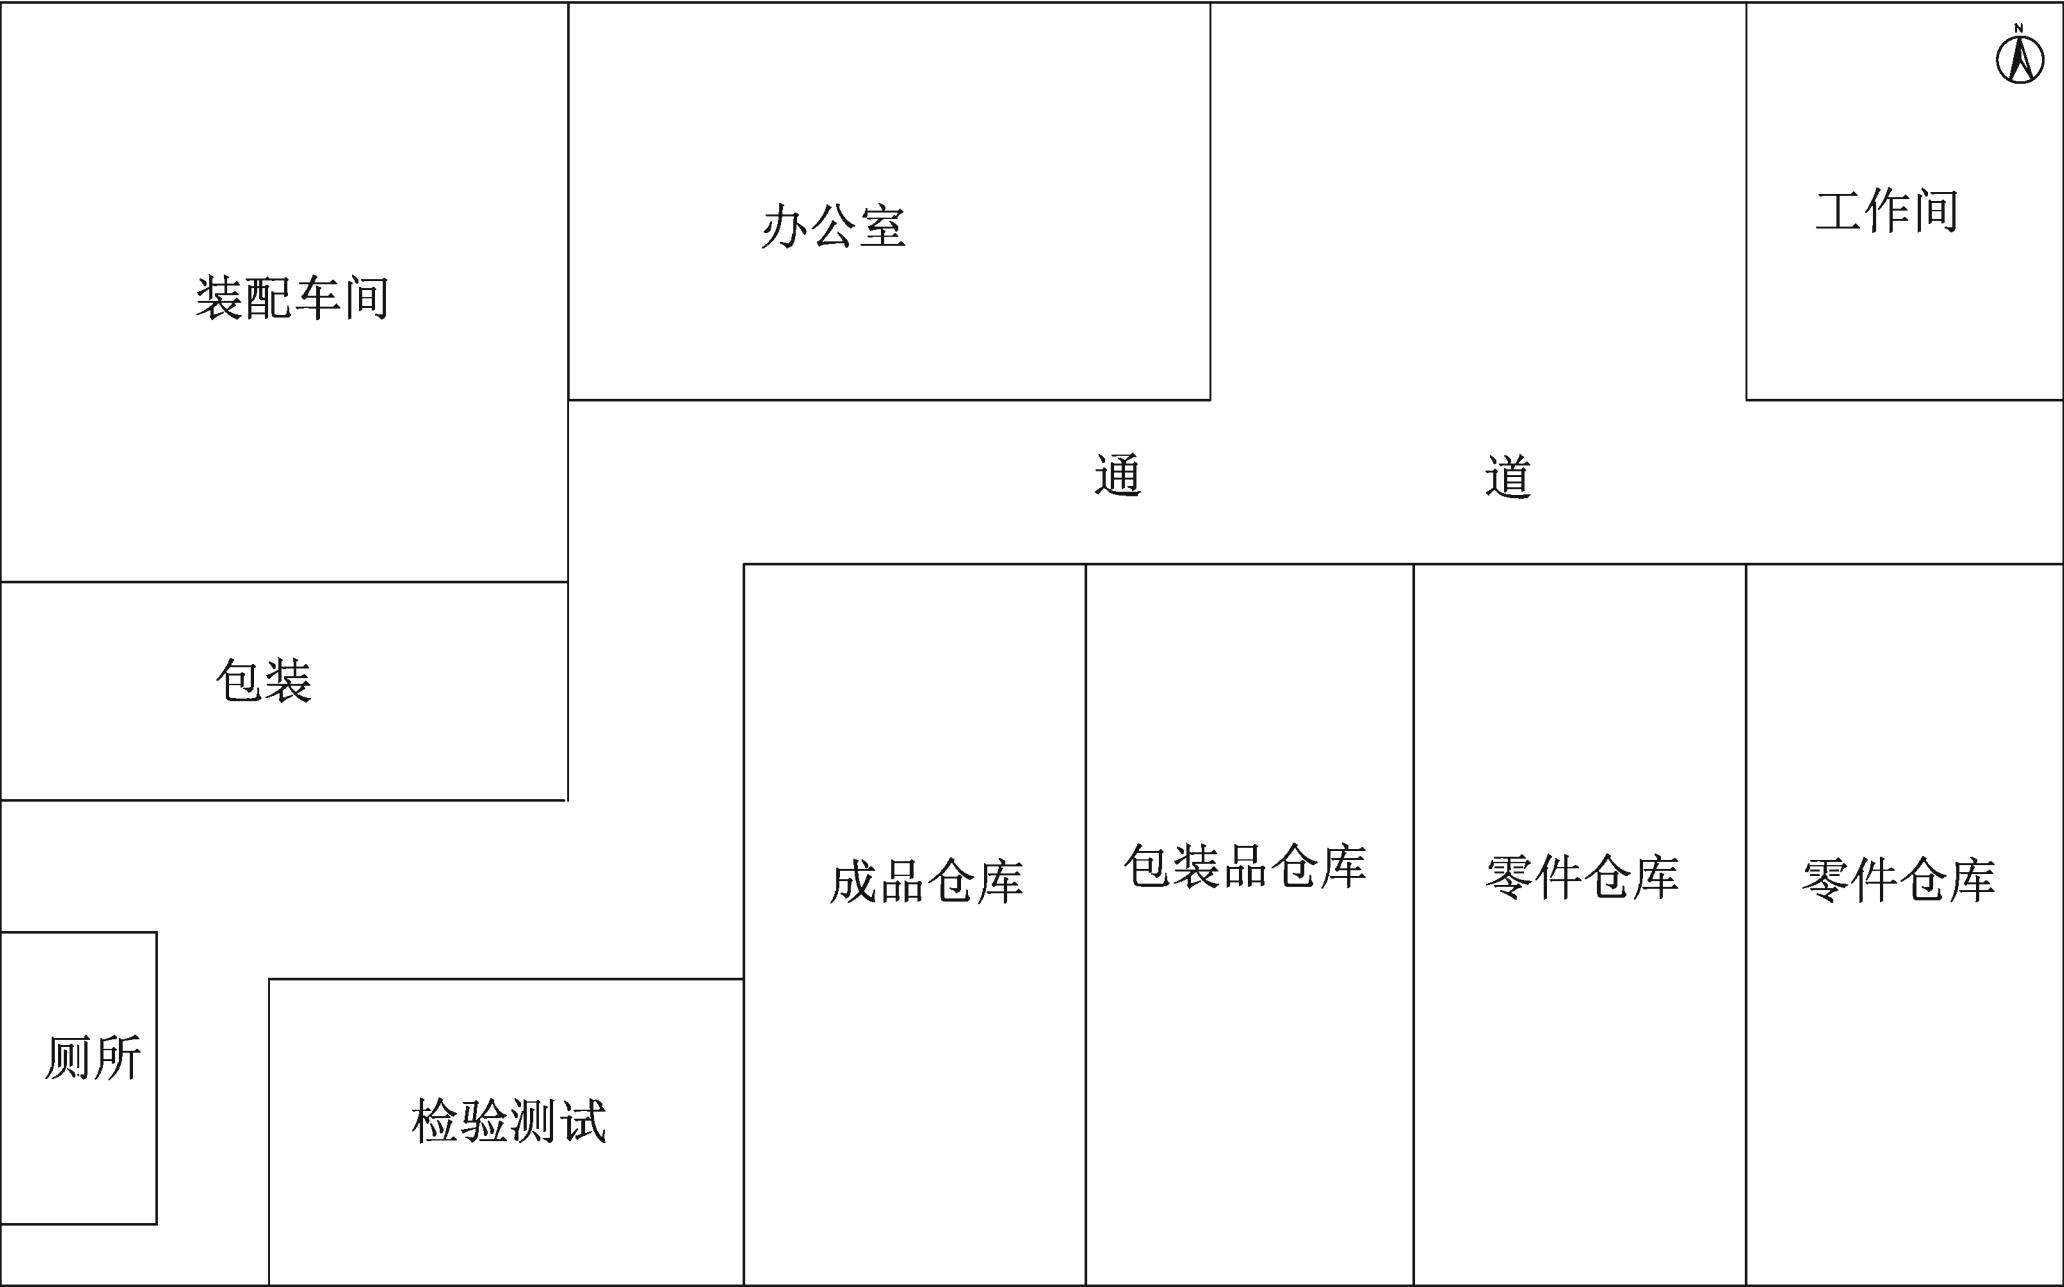 N
工作间
办公室
装配车间
通 道
包装
成品仓库
包装品仓库
零件仓库
零件仓库
厕所
检验测试